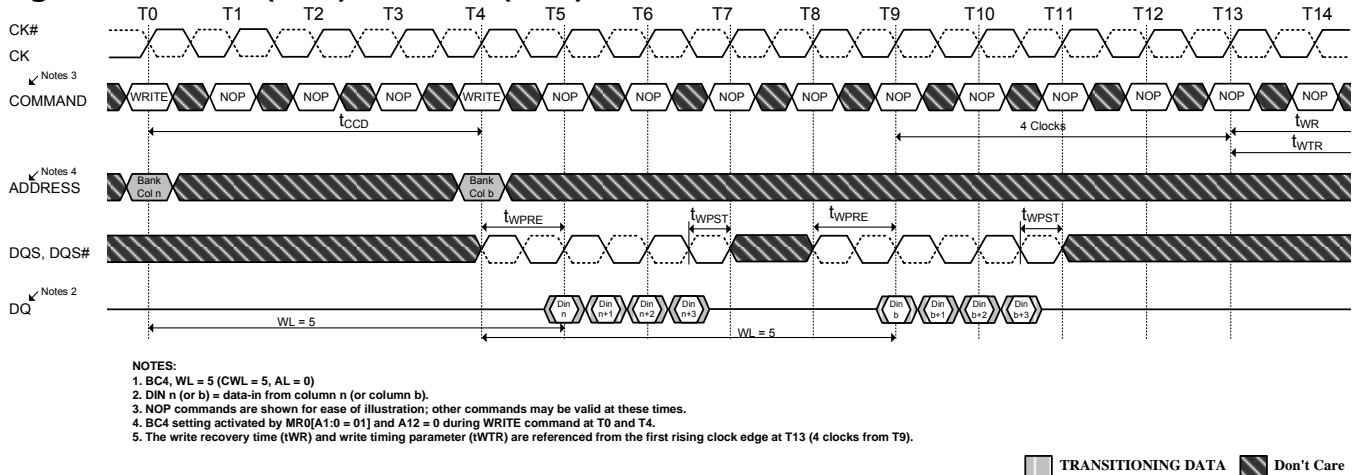 T0 T1 T2 T3 T4 T5 T6 T7 T8 T9 T10 T11 T12 T13 T14
CK#
CK
Notes 3
COMMAND
WRITE NOP NOP NOP WRITE NOP NOP NOP NOP NOP NOP NOP NOP NOP NOP
tCCD
4 Clocks
tWR
tWTR
Notes 4
ADDRESS
Bank
Col n
Bank
Col b
tWPRE tWPST tWPRE tWPST
DQS, DQS#
Notes 2
DQ
Din
n
Din
n+1
Din
n+2
Din
n+3
Din
b
Din
b+1
Din
b+2
Din
b+3
WL = 5
WL = 5
NOTES:
1. BC4, WL = 5 (CWL = 5, AL = 0)
2. DIN n (or b) = data-in from column n (or column b).
3. NOP commands are shown for ease of illustration; other commands may be valid at these times.
4. BC4 setting activated by MR0[A1:0 = 01] and A12 = 0 during WRITE command at T0 and T4.
5. The write recovery time (tWR) and write timing parameter (tWTR) are referenced from the first rising clock edge at T13 (4 clocks from T9).
TRANSITIONING DATA
Don't Care